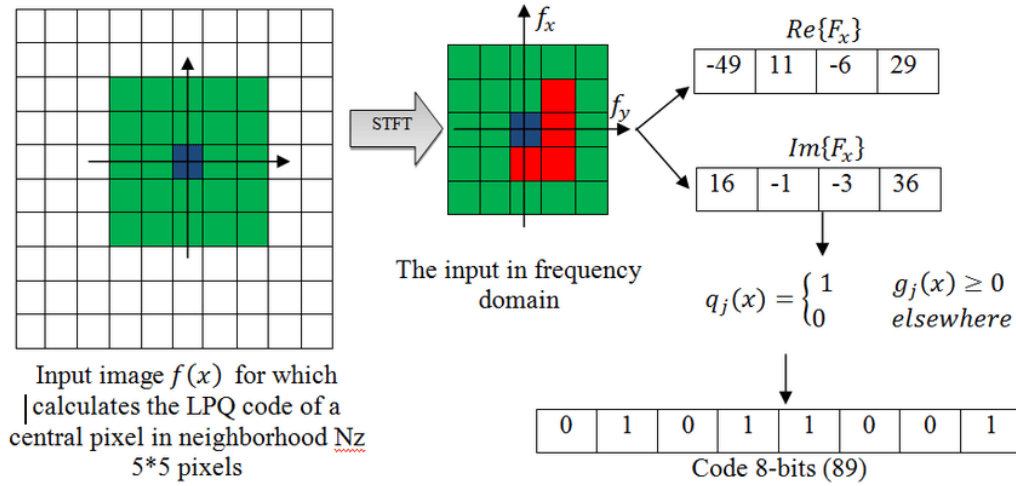 f_x
Re{F_x}
-49 11 -6 29
STFT
f_y
Im{F_x}
16 -1 -3 36
The input in frequency
domain
q_j(x) = { 1 g_j(x) ≥ 0
0 elsewhere
Input image f(x) for which
calculates the LPQ code of a
central pixel in neighborhood Nz
5*5 pixels
0 1 0 1 1 0 0 1
Code 8-bits (89)